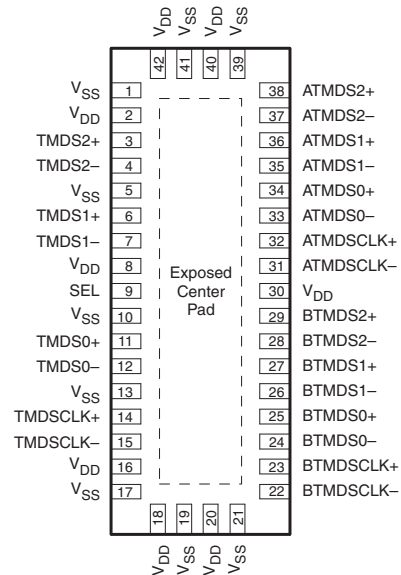 VDD VSS VDD VSS
42 41 40 39
VSS 1 38 ATMDS2+
VDD 2 37 ATMDS2–
TMDS2+ 3 36 ATMDS1+
TMDS2– 4 35 ATMDS1–
VSS 5 34 ATMDS0+
TMDS1+ 6 33 ATMDS0–
TMDS1– 7 32 ATMDSCLK+
VDD 8 31 ATMDSCLK–
SEL 9 30 VDD
VSS 10 29 BTMDS2+
TMDS0+ 11 28 BTMDS2–
TMDS0– 12 27 BTMDS1+
VSS 13 26 BTMDS1–
TMDSCLK+ 14 25 BTMDS0+
TMDSCLK– 15 24 BTMDS0–
VDD 16 23 BTMDSCLK+
VSS 17 22 BTMDSCLK–
Exposed
Center
Pad
18 19 20 21
VDD VSS VDD VSS